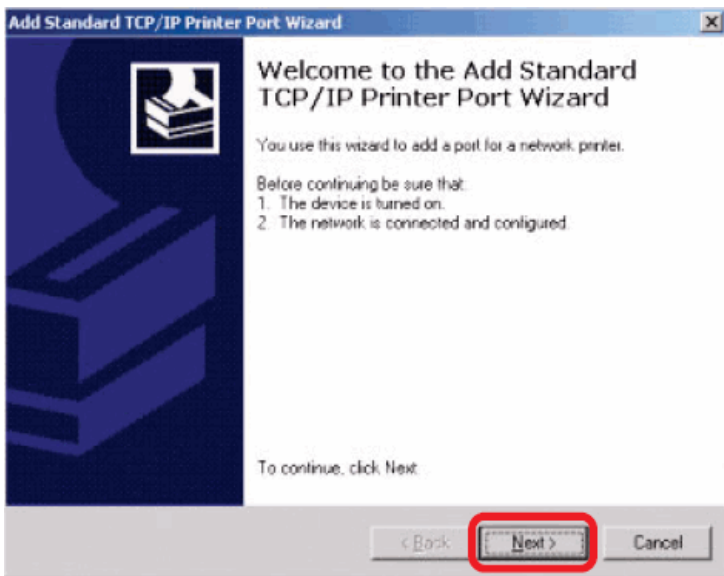 Add Standard TCP/IP Printer Port Wizard
Welcome to the Add Standard
TCP/IP Printer Port Wizard
You use this wizard to add a port for a network printer.
Before continuing be sure that:
1. The device is turned on.
2. The network is connected and configured.
To continue, click Next
< Back
Next >
Cancel